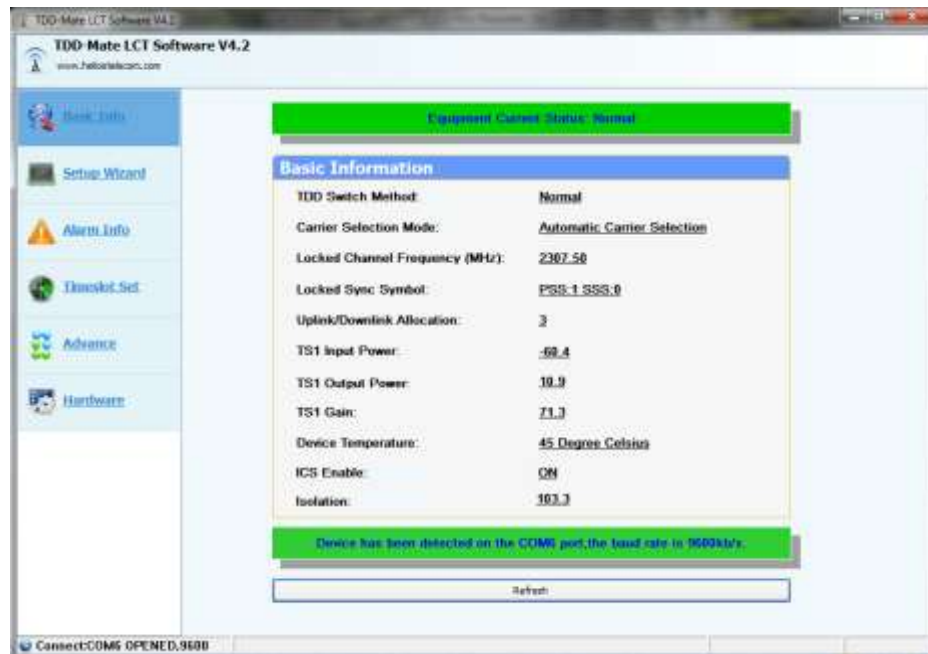 TDD-Mate LCT Software V4.2
TDD-Mate LCT Software V4.2
Basic Info
Setup Wizard
Alarm Info
Timeslot Set
Advance
Hardware
Equipment Current Status: Normal
Basic Information
TDD Switch Method: Normal
Carrier Selection Mode: Automatic Carrier Selection
Locked Channel Frequency (MHz): 2307.50
Locked Sync Symbol: PSS:1 SSS:0
Uplink/Downlink Allocation: 3
TS1 Input Power: -60.4
TS1 Output Power: 10.9
TS1 Gain: 71.3
Device Temperature: 45 Degree Celsius
ICS Enable: ON
Isolation: 103.3
Device has been detected on the COM6 port,the baud rate is 9600kb/s.
Refresh
Connect:COM6 OPENED,9600